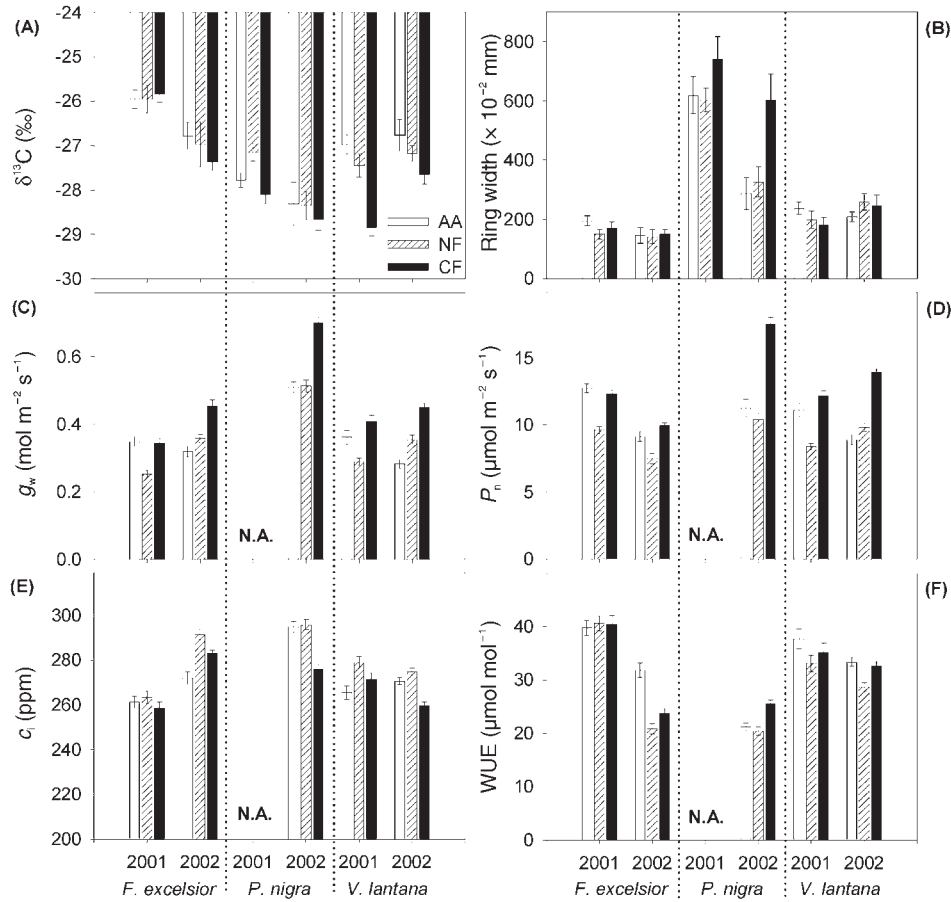 (A)
-24
-25
-26
-27
-28
-29
-30
δ¹³C (‰)
AA
NF
CF
(B)
800
600
400
200
0
Ring width (× 10⁻² mm)
(C)
0.6
0.4
0.2
0.0
g_w (mol m⁻² s⁻¹)
N.A.
(D)
15
10
5
0
P_n (µmol m⁻² s⁻¹)
N.A.
(E)
300
280
260
240
220
200
c_i (ppm)
N.A.
2001 2002 2001 2002 2001 2002
F. excelsior P. nigra V. lantana
(F)
40
30
20
10
0
WUE (µmol mol⁻¹)
N.A.
2001 2002 2001 2002 2001 2002
F. excelsior P. nigra V. lantana